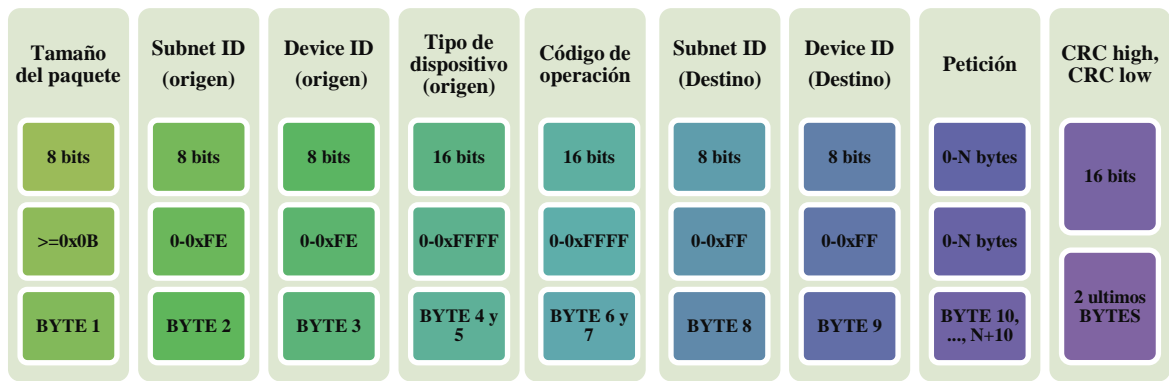 Tamaño
del paquete
8 bits
>=0x0B
BYTE 1
Subnet ID
(origen)
8 bits
0-0xFE
BYTE 2
Device ID
(origen)
8 bits
0-0xFE
BYTE 3
Tipo de
dispositivo
(origen)
16 bits
0-0xFFFF
BYTE 4 y
5
Código de
operación
16 bits
0-0xFFFF
BYTE 6 y
7
Subnet ID
(Destino)
8 bits
0-0xFF
BYTE 8
Device ID
(Destino)
8 bits
0-0xFF
BYTE 9
Petición
0-N bytes
0-N bytes
BYTE 10,
..., N+10
CRC high,
CRC low
16 bits
2 ultimos
BYTES